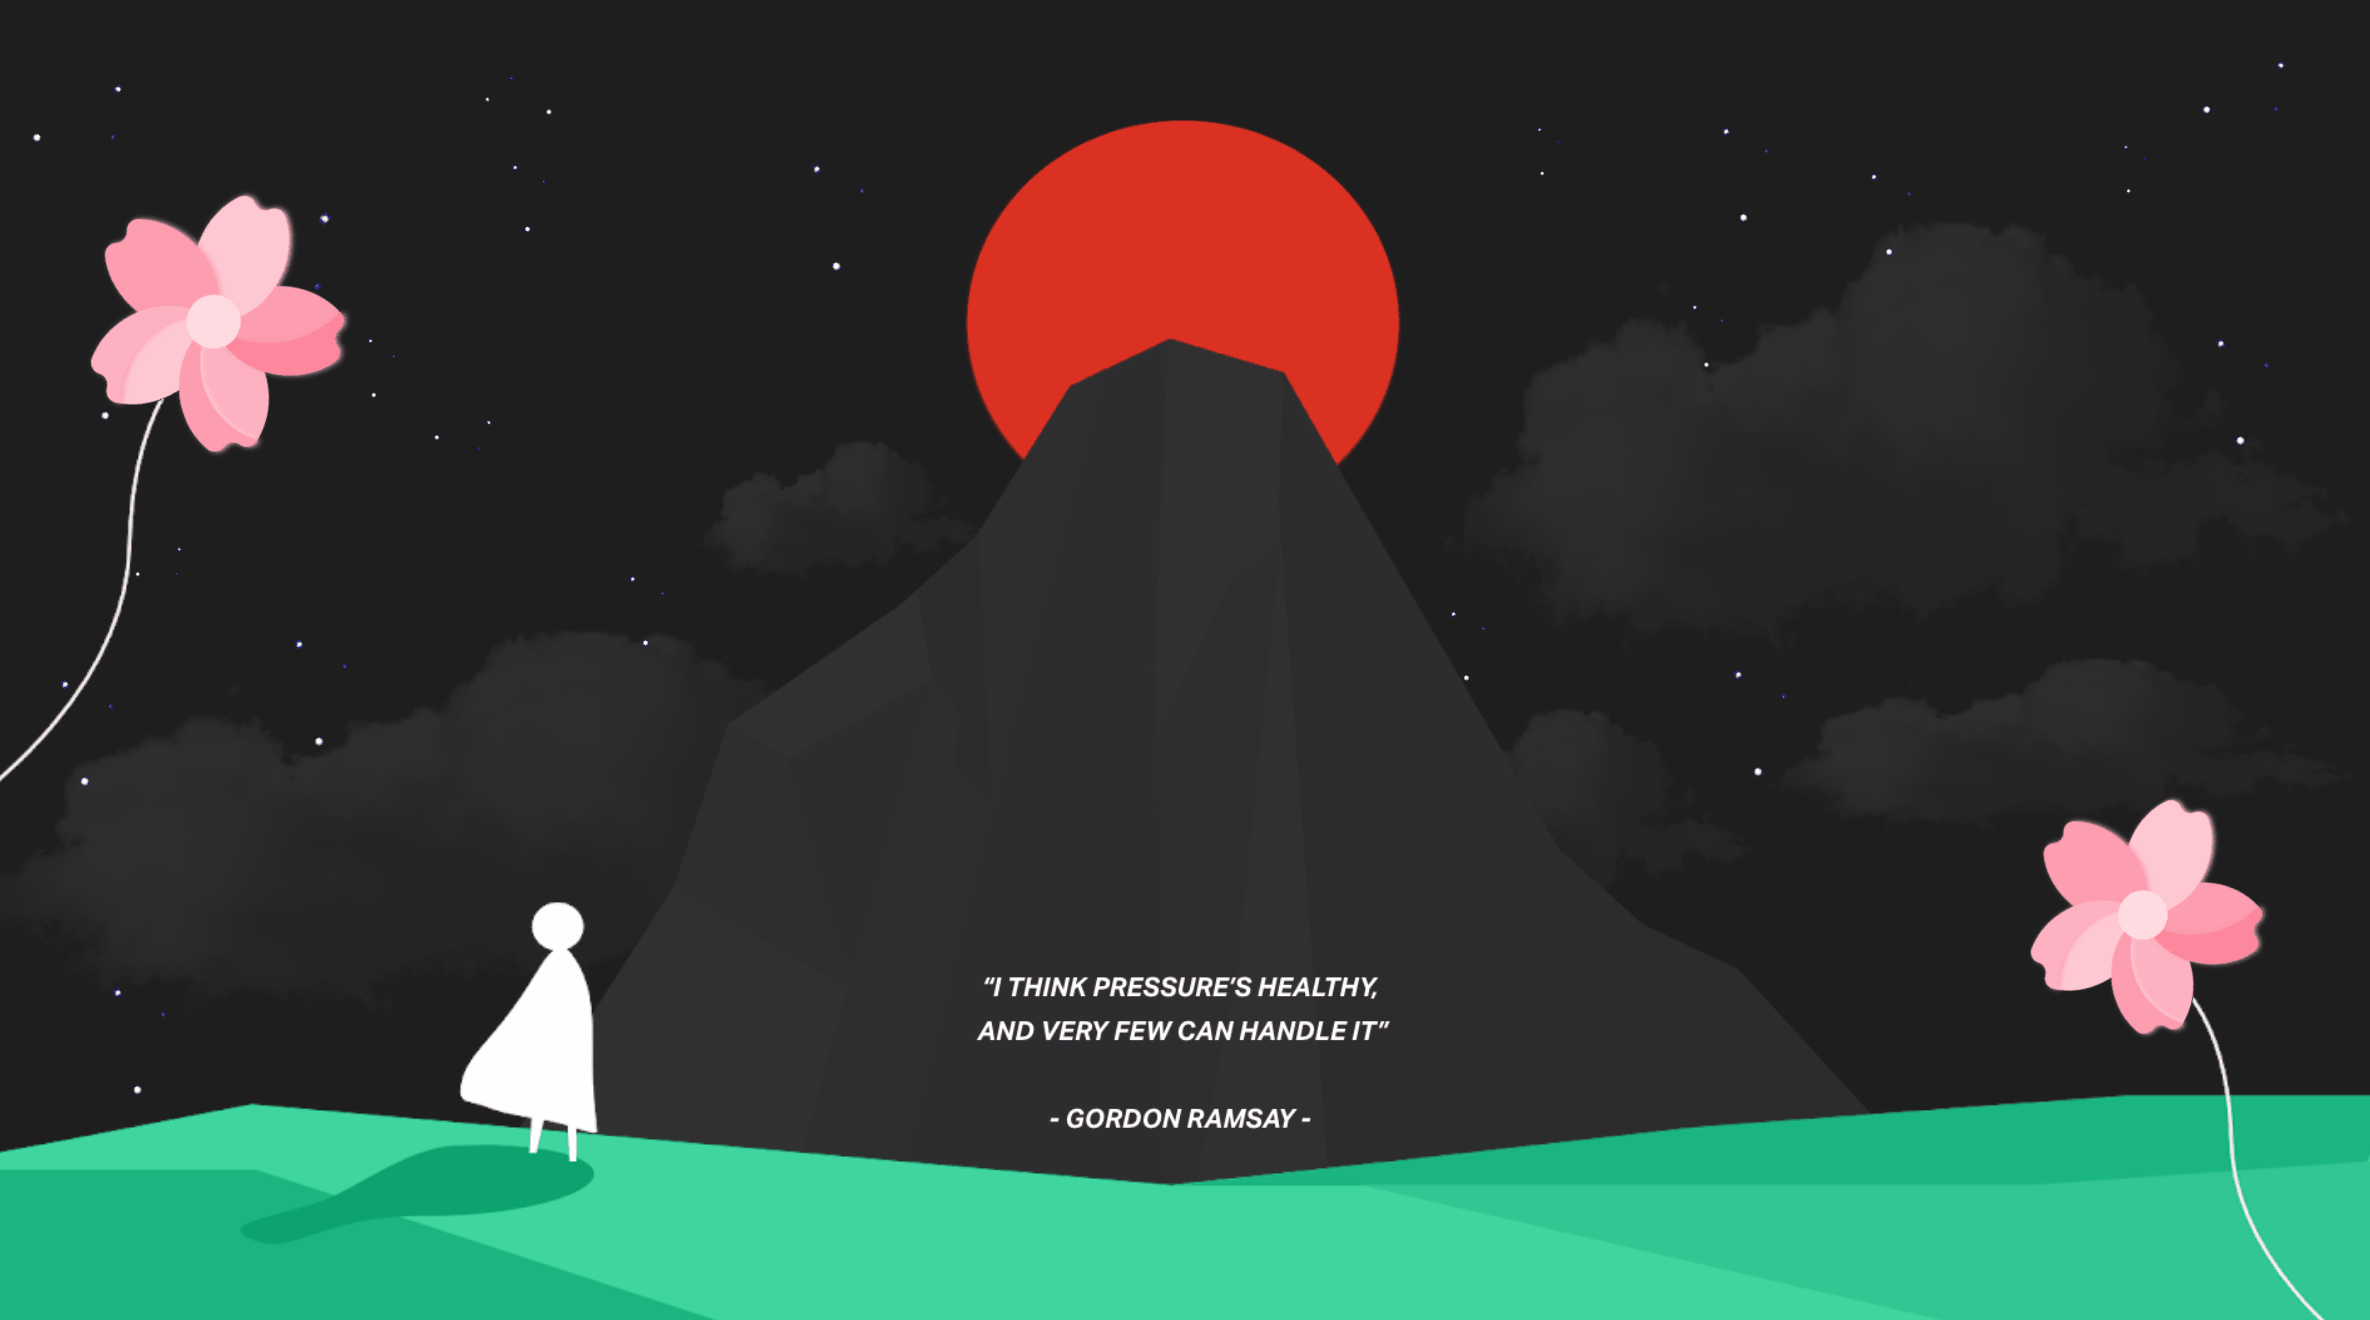 “I THINK PRESSURE’S HEALTHY,
AND VERY FEW CAN HANDLE IT”
- GORDON RAMSAY -